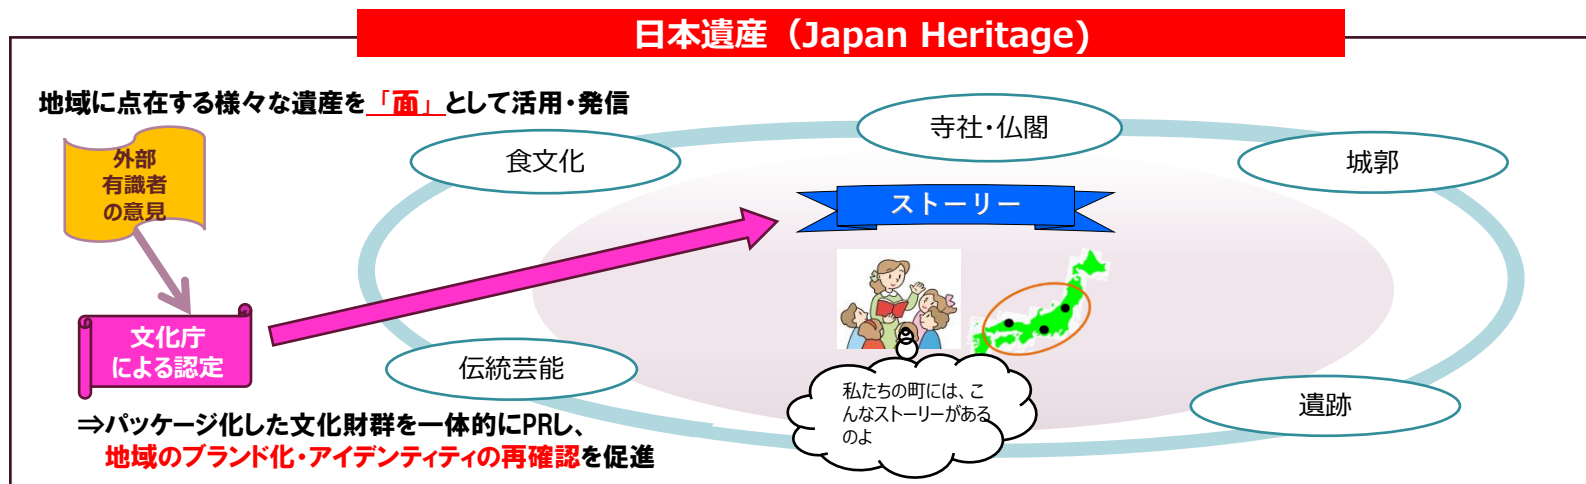 日本遺産（Japan Heritage)
地域に点在する様々な遺産を「面」として活用・発信
外部
有識者
の意見
文化庁
による認定
食文化
寺社・仏閣
城郭
ストーリー
伝統芸能
遺跡
私たちの町には、こ
んなストーリーがある
のよ
⇒パッケージ化した文化財群を一体的にPRし、
地域のブランド化・アイデンティティの再確認を促進